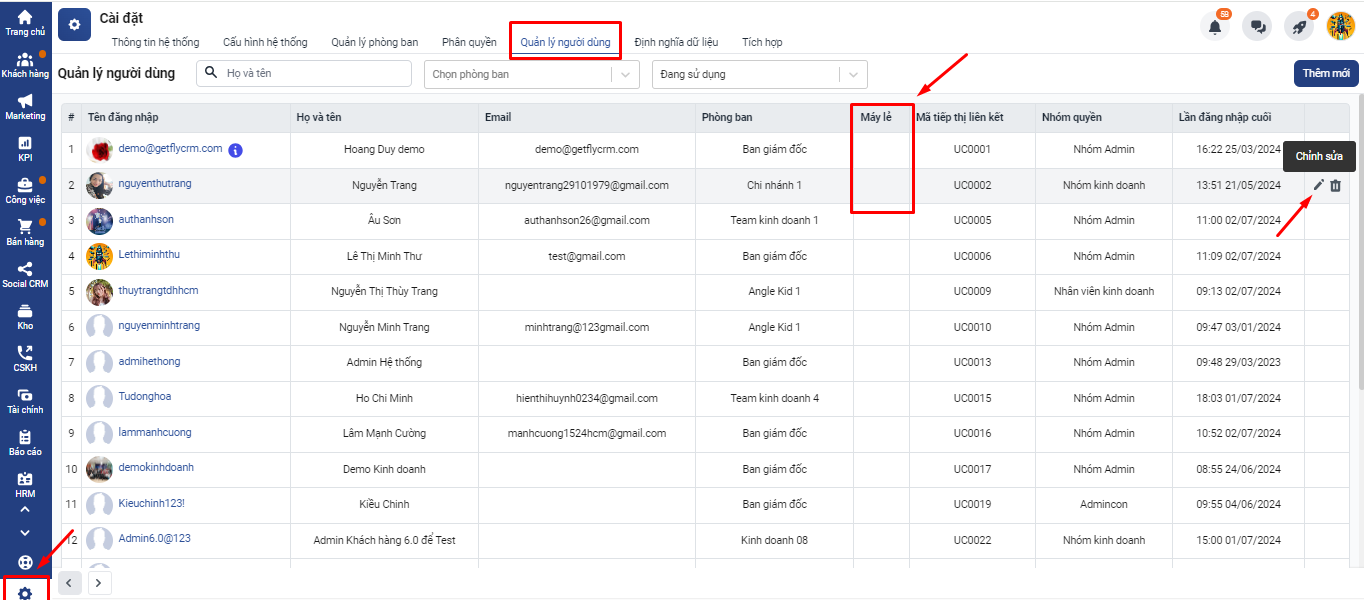 Cài đặt
58
4
Thông tin hệ thống Cấu hình hệ thống Quản lý phòng ban Phân quyền Quản lý người dùng Định nghĩa dữ liệu Tích hợp
Quản lý người dùng Họ và tên Chọn phòng ban Đang sử dụng Thêm mới
Trang chủ
Khách hàng
Marketing
KPI
Công việc
Bán hàng
Social CRM
Kho
CSKH
Tài chính
Báo cáo
HRM
# Tên đăng nhập Họ và tên Email Phòng ban Máy lẻ Mã tiếp thị liên kết Nhóm quyền Lần đăng nhập cuối
1 demo@getflycrm.com Hoang Duy demo demo@getflycrm.com Ban giám đốc UC0001 Nhóm Admin 16:22 25/03/2024
Chỉnh sửa
2 nguyenthutrang Nguyễn Trang nguyentrang29101979@gmail.com Chi nhánh 1 UC0002 Nhóm kinh doanh 13:51 21/05/2024
3 authanhson Âu Sơn authanhson26@gmail.com Team kinh doanh 1 UC0005 Nhóm Admin 11:00 02/07/2024
4 Lethiminhthu Lê Thị Minh Thư test@gmail.com Ban giám đốc UC0006 Nhóm Admin 11:09 02/07/2024
5 thuytrangtdhhcm Nguyễn Thị Thùy Trang Angle Kid 1 UC0009 Nhân viên kinh doanh 09:13 02/07/2024
6 nguyenminhtrang Nguyễn Minh Trang minhtrang@123gmail.com Angle Kid 1 UC0010 Nhóm Admin 09:47 03/01/2024
7 admihethong Admin Hệ thống Ban giám đốc UC0013 Nhóm Admin 09:48 29/03/2023
8 Tudonghoa Ho Chi Minh hienthihuynh0234@gmail.com Team kinh doanh 4 UC0015 Nhóm Admin 18:03 01/07/2024
9 lammanhcuong Lâm Mạnh Cường manhcuong1524hcm@gmail.com Ban giám đốc UC0016 Nhóm Admin 10:52 02/07/2024
10 demokinhdoanh Demo Kinh doanh Ban giám đốc UC0017 Nhóm Admin 08:55 24/06/2024
11 Kieuchinh123! Kiều Chinh Ban giám đốc UC0019 Admincon 09:55 04/06/2024
12 Admin6.0@123 Admin Khách hàng 6.0 để Test Kinh doanh 08 UC0022 Nhóm kinh doanh 15:00 01/07/2024